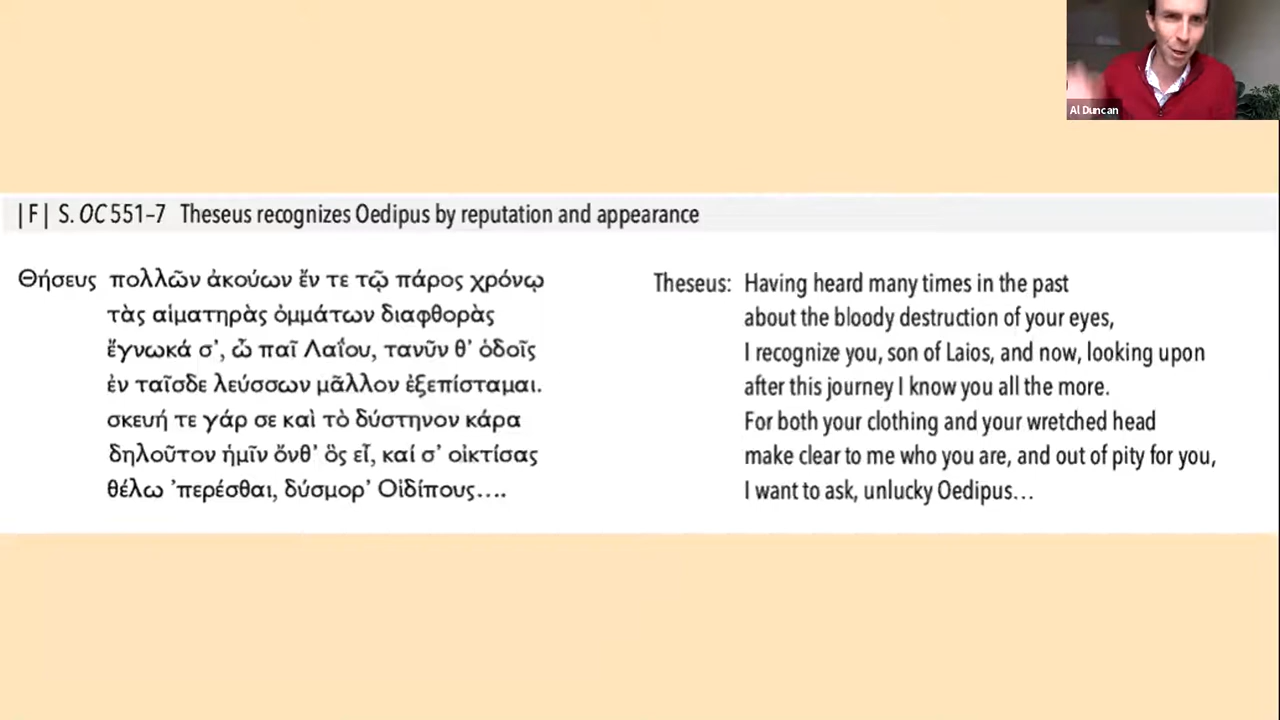 Al Duncan
|F| S. OC 551–7 Theseus recognizes Oedipus by reputation and appearance
Θήσευς πολλῶν ἀκούων ἔν τε τῷ πάρος χρόνῳ
τὰς αἱματηρὰς ὀμμάτων διαφθορὰς
ἔγνωκά σ’, ὦ παῖ Λαΐου, τανῦν θ’ ὁδοῖς
ἐν ταῖσδε λεύσσων μᾶλλον ἐξεπίσταμαι.
σκευή τε γάρ σε καὶ τὸ δύστηνον κάρα
δηλοῦτον ἡμῖν ὄνθ’ ὃς εἶ, καί σ’ οἰκτίσας
θέλω ’περέσθαι, δύσμορ’ Οἰδίπους….
Theseus: Having heard many times in the past
about the bloody destruction of your eyes,
I recognize you, son of Laios, and now, looking upon
after this journey I know you all the more.
For both your clothing and your wretched head
make clear to me who you are, and out of pity for you,
I want to ask, unlucky Oedipus…